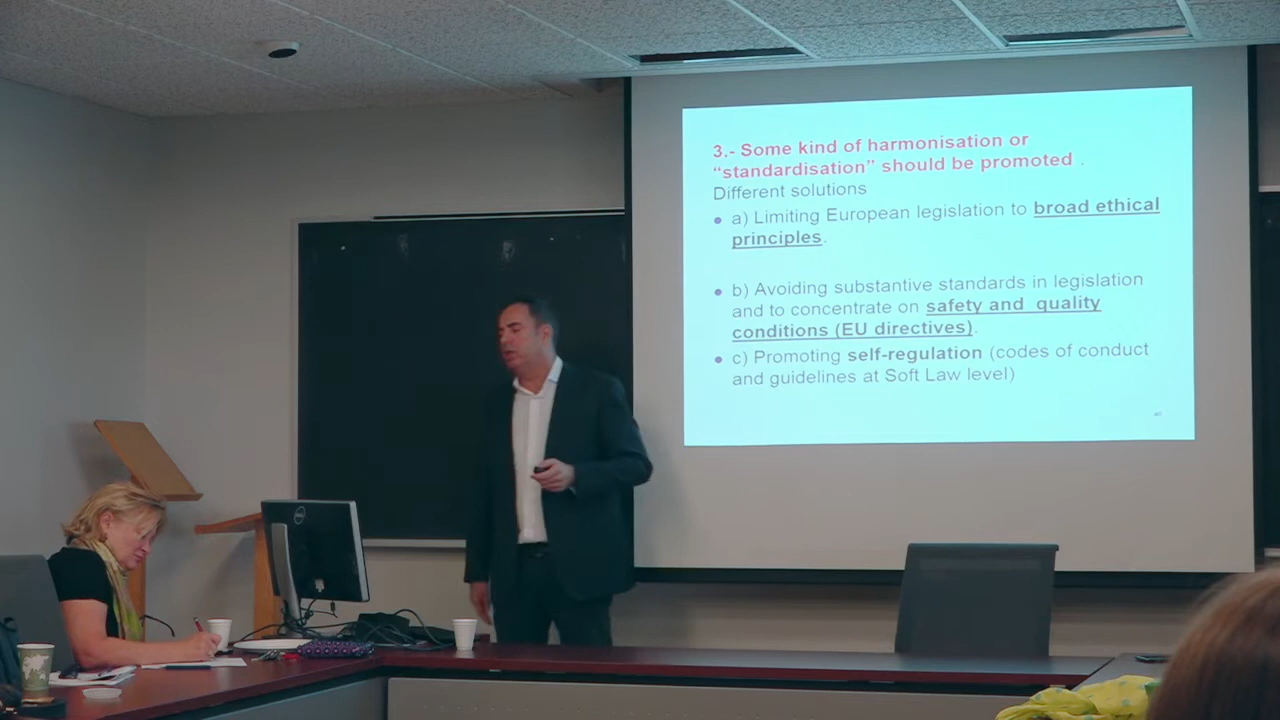 3.- Some kind of harmonisation or
“standardisation” should be promoted .
Different solutions
• a) Limiting European legislation to broad ethical
principles.
• b) Avoiding substantive standards in legislation
and to concentrate on safety and quality
conditions (EU directives).
• c) Promoting self-regulation (codes of conduct
and guidelines at Soft Law level)
DELL